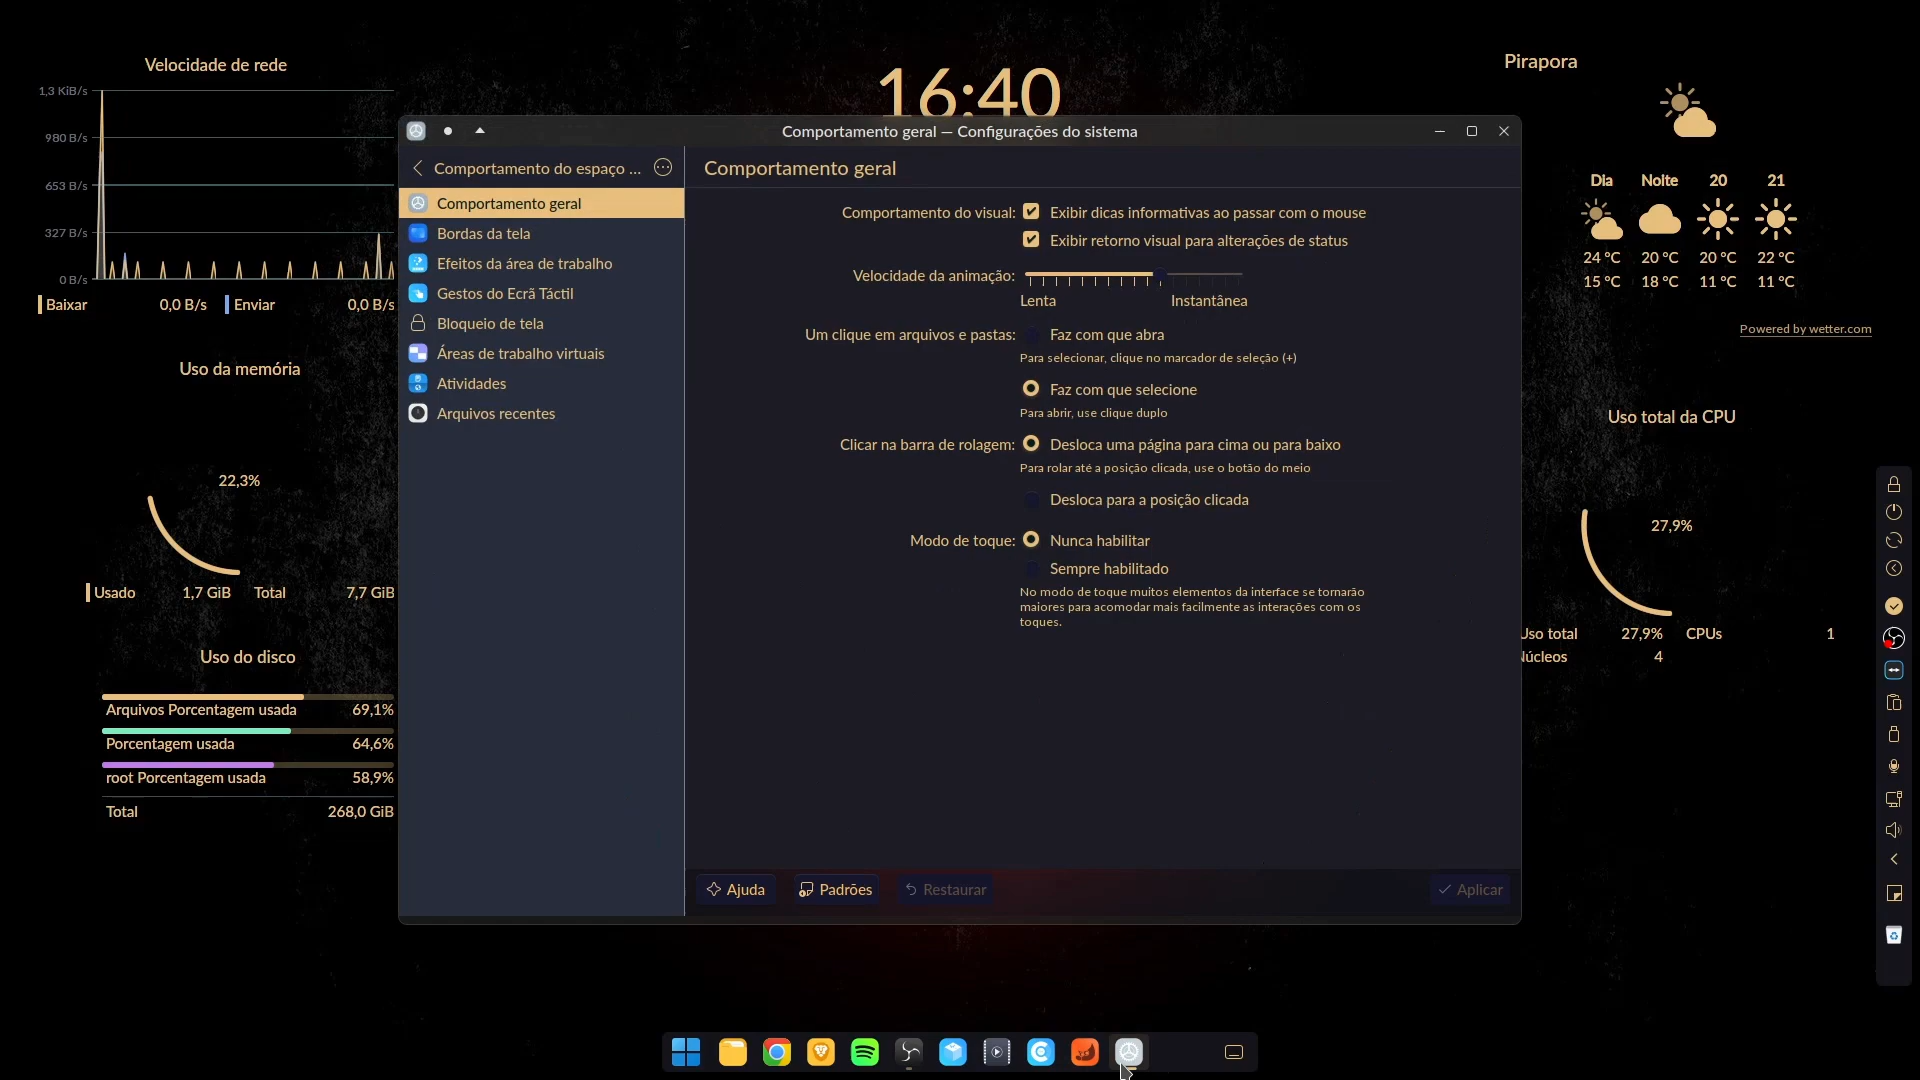 Velocidade de rede
1,3 KiB/s
980 B/s
653 B/s
327 B/s
0 B/s
Baixar 0,0 B/s Enviar 0,0 B/s
Uso da memória
22,3%
Usado 1,7 GiB Total 7,7 GiB
Uso do disco
Arquivos Porcentagem usada 69,1%
Porcentagem usada 64,6%
root Porcentagem usada 58,9%
Total 268,0 GiB
16:40
Comportamento geral — Configurações do sistema
Comportamento do espaço ...
Comportamento geral
Bordas da tela
Efeitos da área de trabalho
Gestos do Ecrã Táctil
Bloqueio de tela
Áreas de trabalho virtuais
Atividades
Arquivos recentes
Comportamento geral
Comportamento do visual: Exibir dicas informativas ao passar com o mouse
Exibir retorno visual para alterações de status
Velocidade da animação:
Lenta Instantânea
Um clique em arquivos e pastas: Faz com que abra
Para selecionar, clique no marcador de seleção (+)
Faz com que selecione
Para abrir, use clique duplo
Clicar na barra de rolagem: Desloca uma página para cima ou para baixo
Para rolar até a posição clicada, use o botão do meio
Desloca para a posição clicada
Modo de toque: Nunca habilitar
Sempre habilitado
No modo de toque muitos elementos da interface se tornarão
maiores para acomodar mais facilmente as interações com os
toques.
Ajuda Padrões Restaurar Aplicar
Pirapora
Dia Noite 20 21
24 °C 20 °C 20 °C 22 °C
15 °C 18 °C 11 °C 11 °C
Powered by wetter.com
Uso total da CPU
27,9%
Uso total 27,9% CPUs 1
Núcleos 4